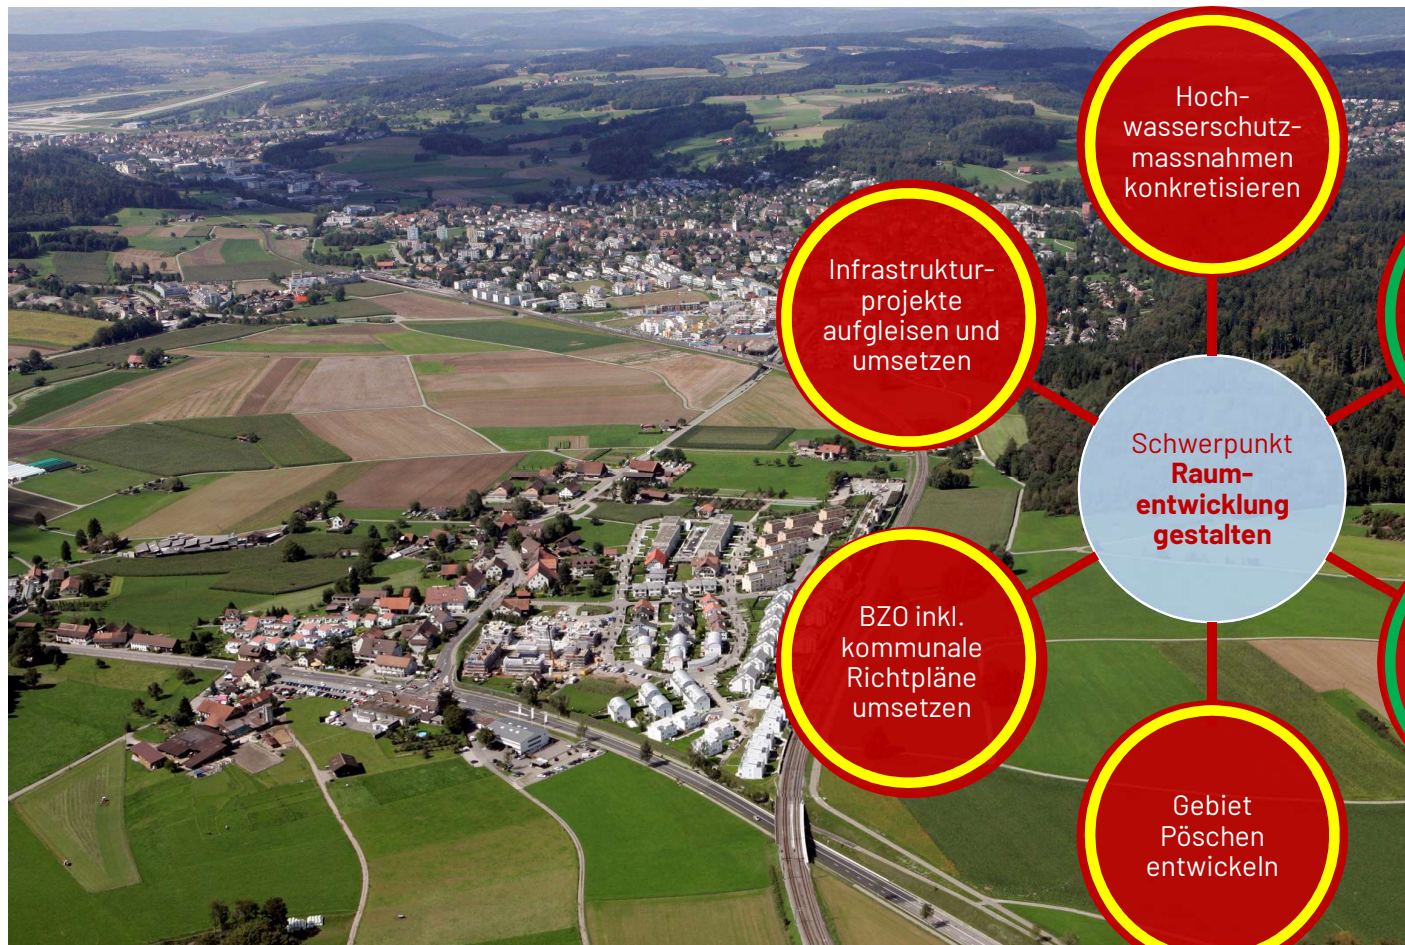 Hoch-
wasserschutz-
massnahmen
konkretisieren
Infrastruktur-
projekte
aufgleisen und
umsetzen
Schwerpunkt
Raum-
entwicklung
gestalten
BZO inkl.
kommunale
Richtpläne
umsetzen
Gebiet
Pöschen
entwickeln